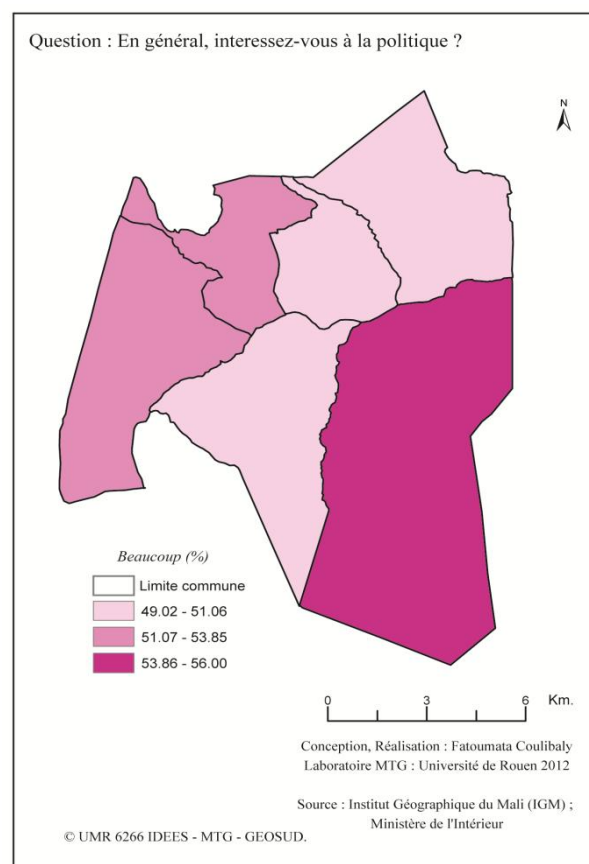 Question : En général, interessez-vous à la politique ?
N
Beaucoup (%)
Limite commune
49.02 - 51.06
51.07 - 53.85
53.86 - 56.00
0 3 6 Km.
Conception, Réalisation : Fatoumata Coulibaly
Laboratoire MTG : Université de Rouen 2012
Source : Institut Géographique du Mali (IGM) ;
Ministère de l'Intérieur
© UMR 6266 IDEES - MTG - GEOSUD.